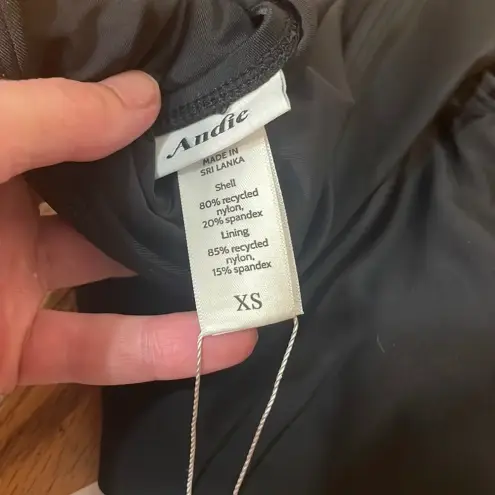 Andie
MADE IN
SRI LANKA
Shell
80% recycled
nylon,
20% spandex
Lining
85% recycled
nylon,
15% spandex
XS